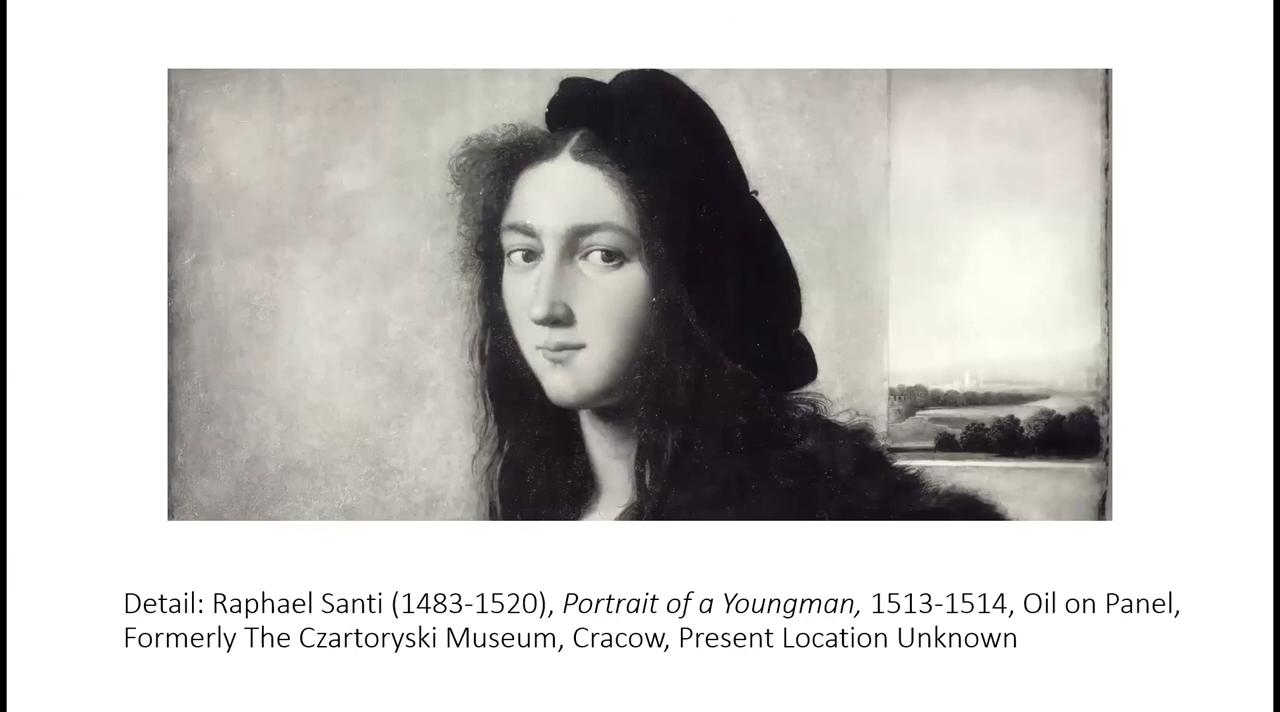 Detail: Raphael Santi (1483-1520), Portrait of a Youngman, 1513-1514, Oil on Panel,
Formerly The Czartoryski Museum, Cracow, Present Location Unknown